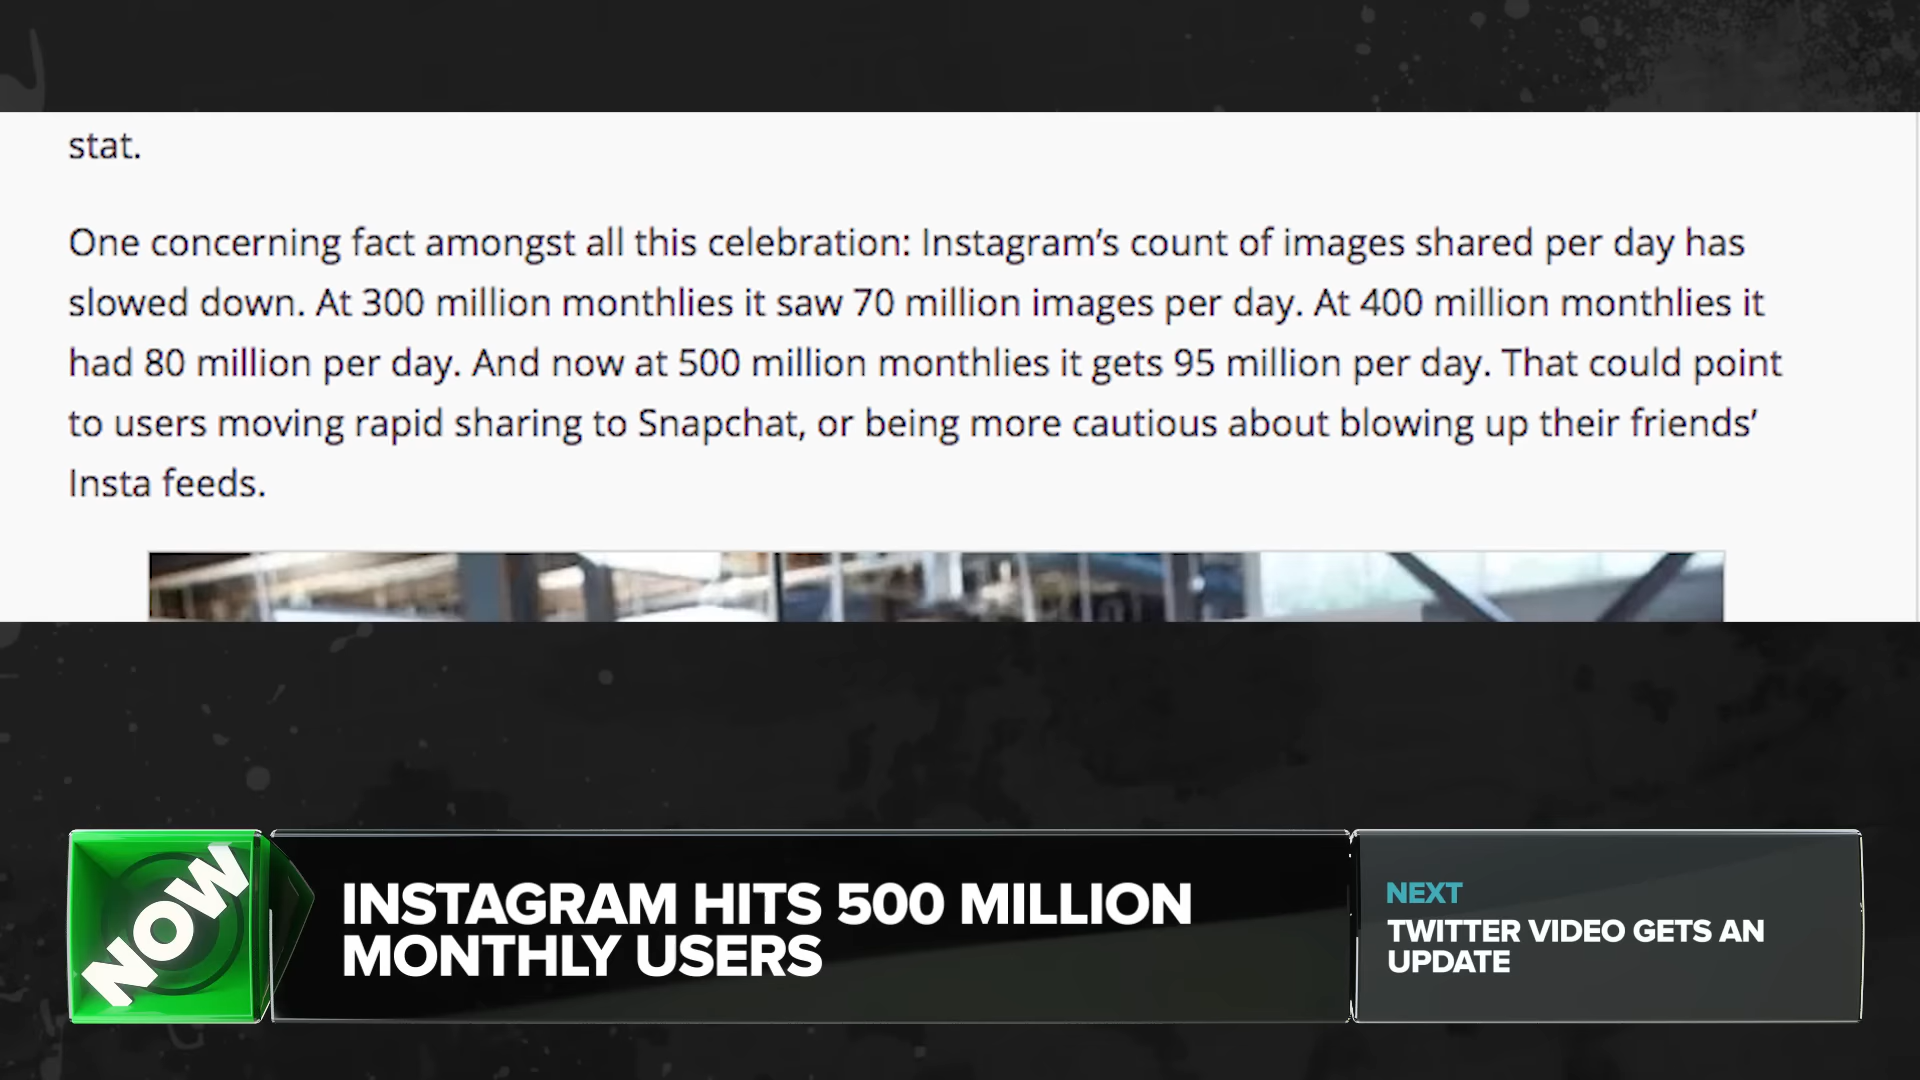 stat.
One concerning fact amongst all this celebration: Instagram’s count of images shared per day has
slowed down. At 300 million monthlies it saw 70 million images per day. At 400 million monthlies it
had 80 million per day. And now at 500 million monthlies it gets 95 million per day. That could point
to users moving rapid sharing to Snapchat, or being more cautious about blowing up their friends’
Insta feeds.
NOW
INSTAGRAM HITS 500 MILLION
MONTHLY USERS
NEXT
TWITTER VIDEO GETS AN
UPDATE